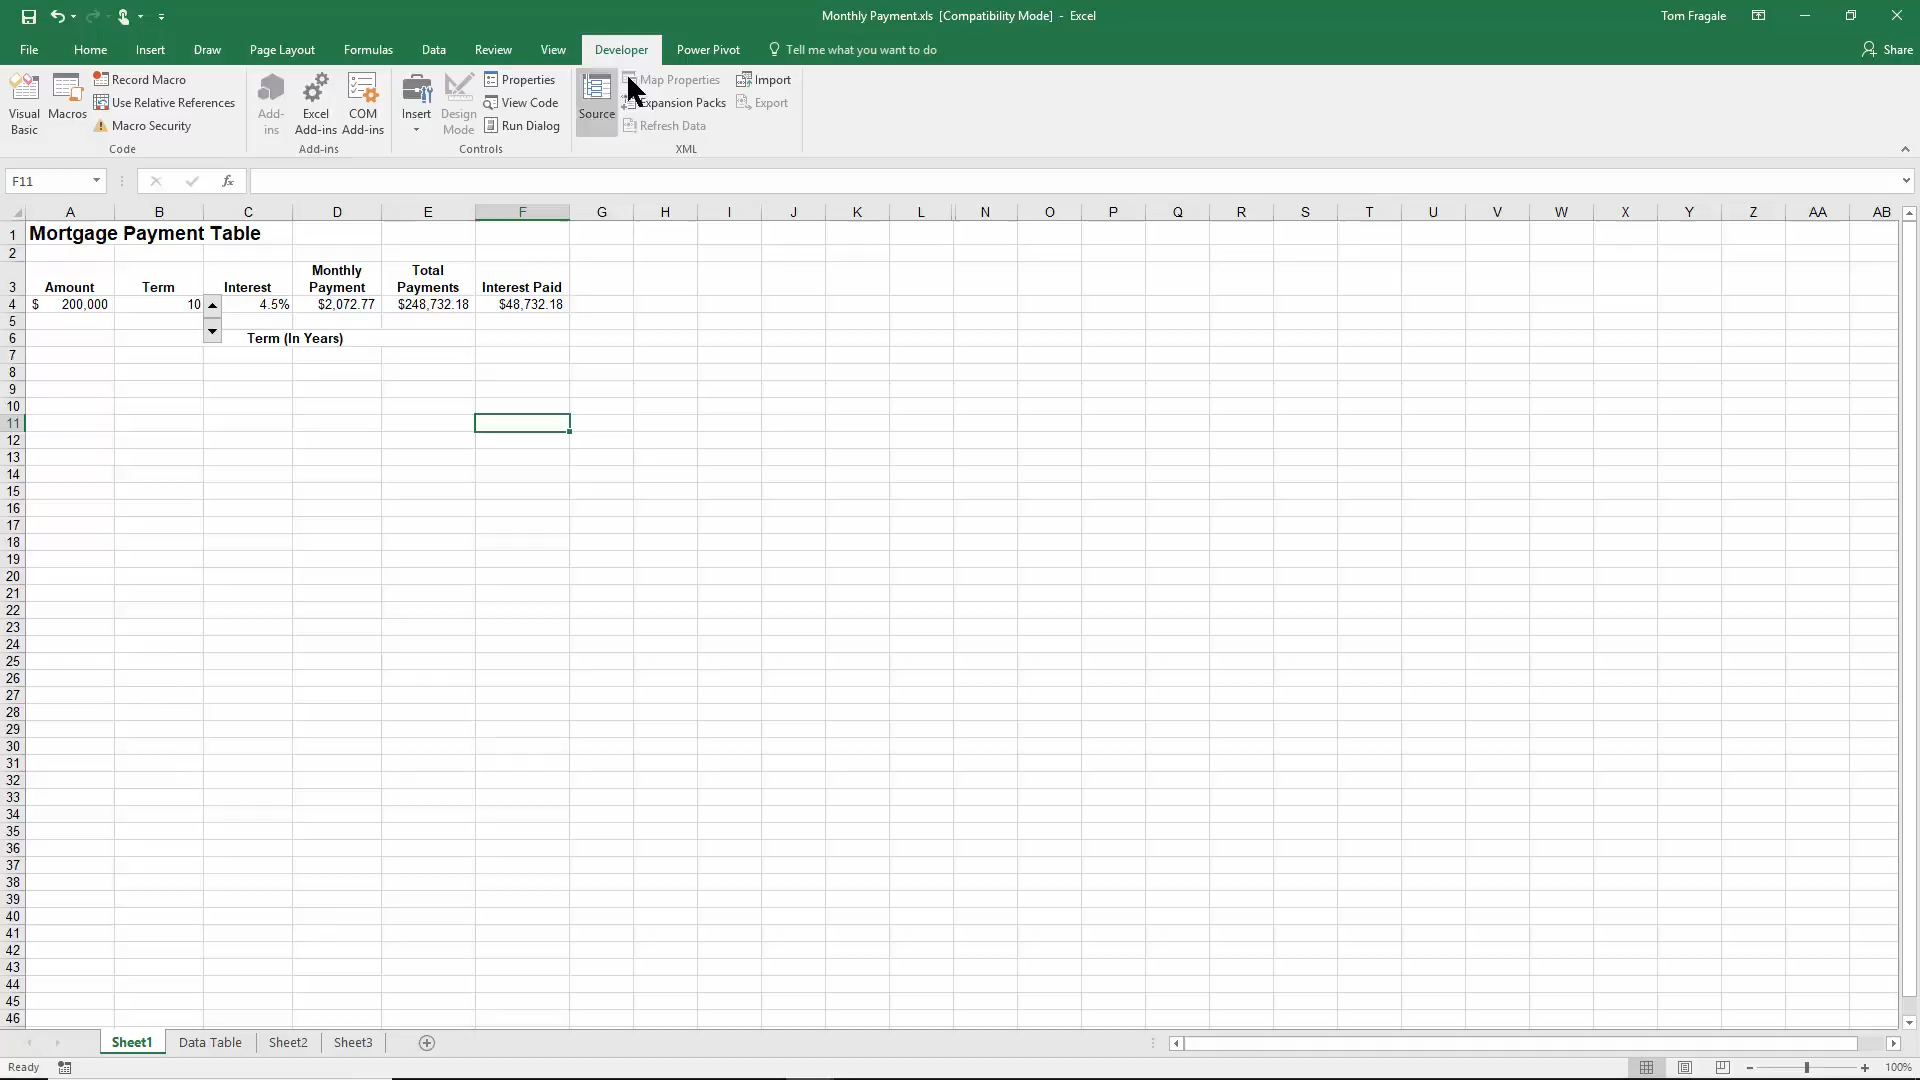 Monthly Payment.xls [Compatibility Mode] - Excel
Tom Fragale
File Home Insert Draw Page Layout Formulas Data Review View Developer Power Pivot Tell me what you want to do Share
Visual Basic
Macros
Record Macro
Use Relative References
Macro Security
Code
Add-ins
Excel Add-ins
COM Add-ins
Add-ins
Insert
Design Mode
Properties
View Code
Run Dialog
Controls
Source
Map Properties
Expansion Packs
Refresh Data
Import
Export
XML
F11
fx
A B C D E F G H I J K L N O P Q R S T U V W X Y Z AA AB
1 Mortgage Payment Table
2
3 Amount Term Interest Monthly Payment Total Payments Interest Paid
4 $ 200,000 10 4.5% $2,072.77 $248,732.18 $48,732.18
5
6 Term (In Years)
7
8
9
10
11
12
13
14
15
16
17
18
19
20
21
22
23
24
25
26
27
28
29
30
31
32
33
34
35
36
37
38
39
40
41
42
43
44
45
46
Sheet1 Data Table Sheet2 Sheet3
Ready
100%